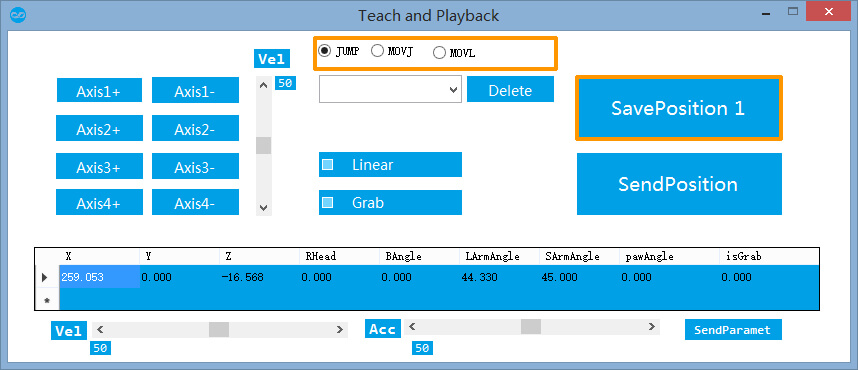 Teach and Playback
Vel
JUMP MOVJ MOVL
50
Delete
Axis1+ Axis1-
SavePosition 1
Axis2+ Axis2-
Axis3+ Axis3-
Linear
SendPosition
Axis4+ Axis4-
Grab
X Y Z RHead BAngle LArmAngle SArmAngle pawAngle isGrab
259.053 0.000 -16.568 0.000 0.000 44.330 45.000 0.000 0.000
*
Vel
Acc
SendParamet
50
50